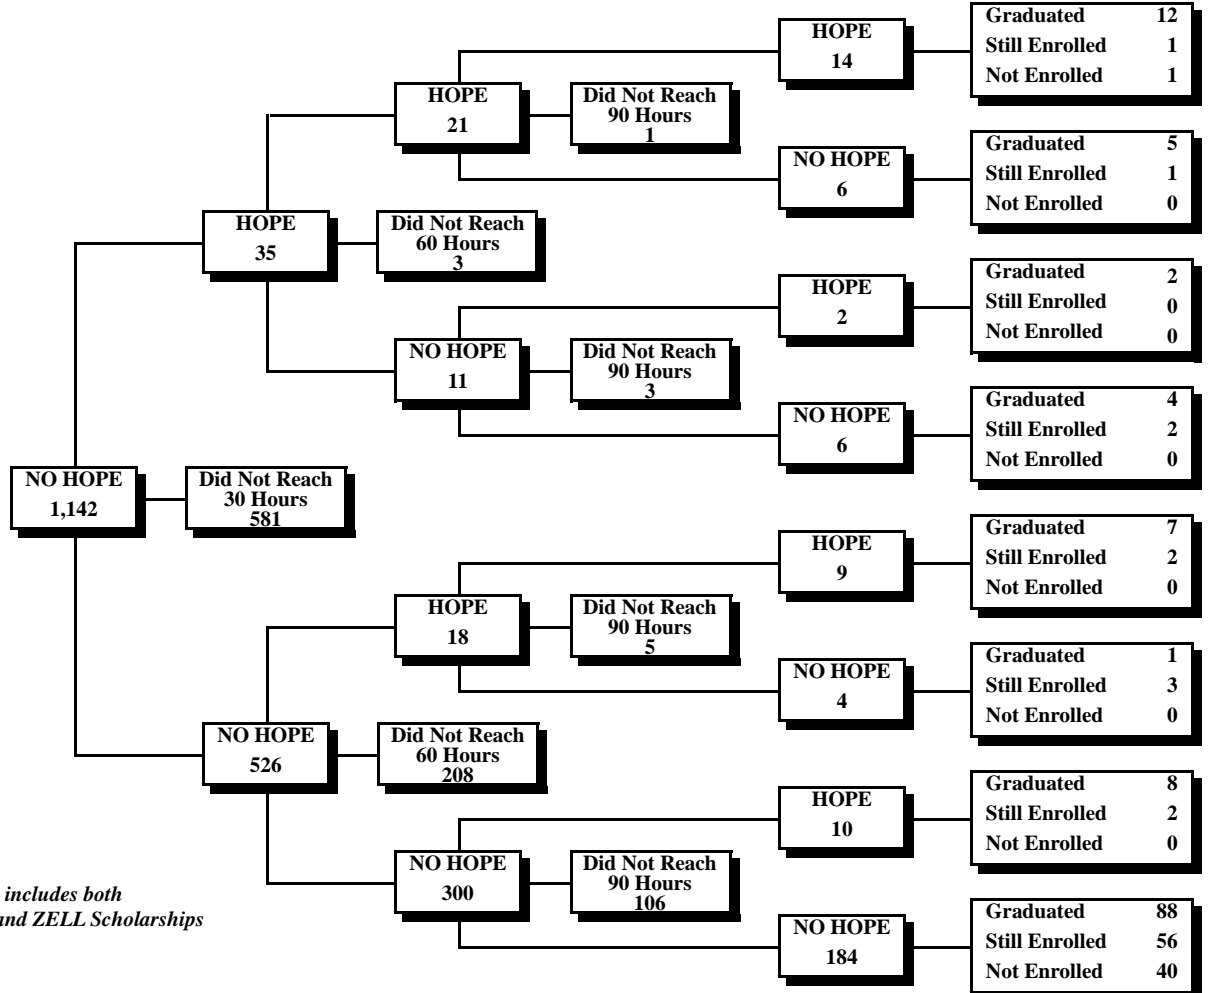 Graduated 12
HOPE
14
Still Enrolled 1
Not Enrolled 1
HOPE
21
Did Not Reach
90 Hours
1
Graduated 5
NO HOPE
6
Still Enrolled 1
Not Enrolled 0
HOPE
35
Did Not Reach
60 Hours
3
Graduated 2
HOPE
2
Still Enrolled 0
Not Enrolled 0
NO HOPE
11
Did Not Reach
90 Hours
3
Graduated 4
NO HOPE
6
Still Enrolled 2
Not Enrolled 0
NO HOPE
1,142
Did Not Reach
30 Hours
581
Graduated 7
HOPE
9
Still Enrolled 2
Not Enrolled 0
HOPE
18
Did Not Reach
90 Hours
5
Graduated 1
NO HOPE
4
Still Enrolled 3
Not Enrolled 0
NO HOPE
526
Did Not Reach
60 Hours
208
Graduated 8
HOPE
10
Still Enrolled 2
Not Enrolled 0
NO HOPE
300
Did Not Reach
90 Hours
106
Graduated 88
NO HOPE
184
Still Enrolled 56
Not Enrolled 40
includes both
and ZELL Scholarships